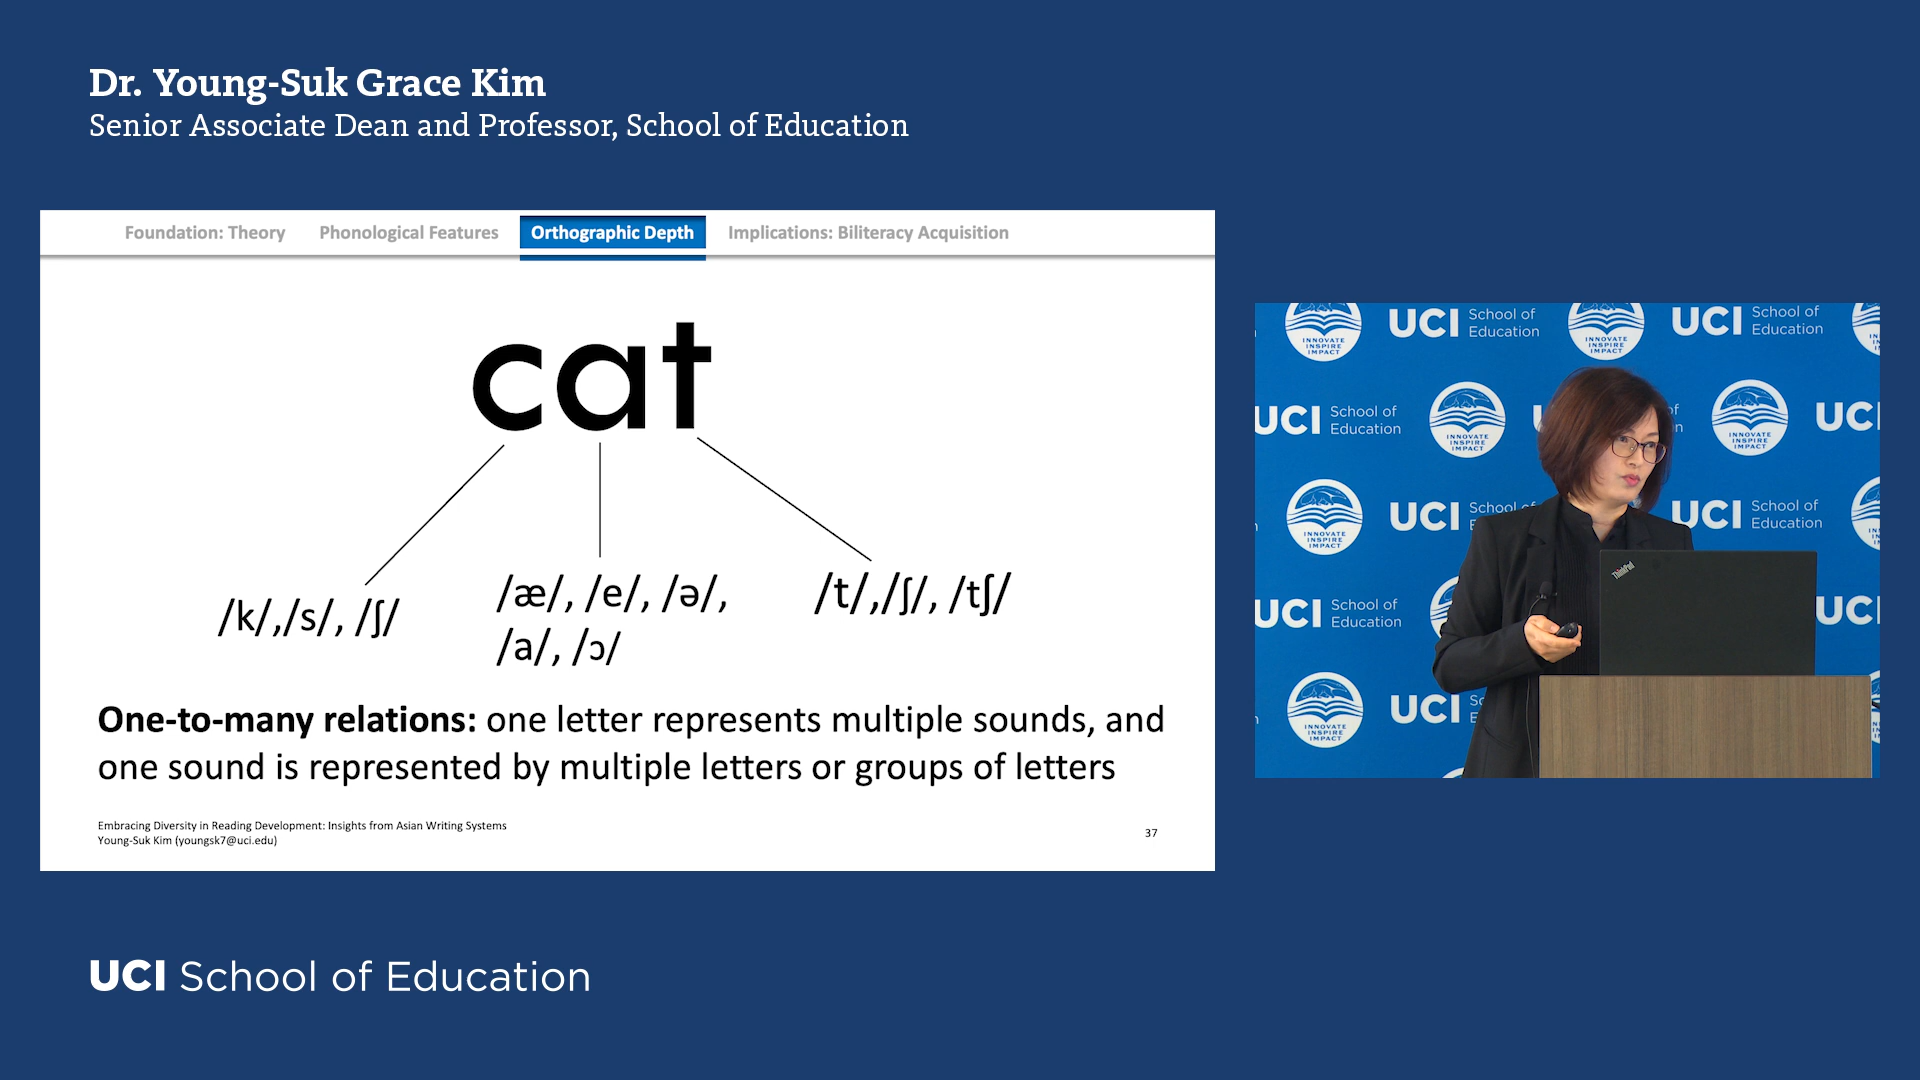 Dr. Young-Suk Grace Kim
Senior Associate Dean and Professor, School of Education
Foundation: Theory Phonological Features Orthographic Depth Implications: Biliteracy Acquisition
cat
/k/,/s/, /ʃ/
/æ/, /e/, /ə/,
/a/, /ɔ/
/t/,/ʃ/, /tʃ/
One-to-many relations: one letter represents multiple sounds, and
one sound is represented by multiple letters or groups of letters
Embracing Diversity in Reading Development: Insights from Asian Writing Systems
Young-Suk Kim (youngsk7@uci.edu)
37
UCI School of Education
INNOVATE INSPIRE IMPACT
ThinkPad
UCI School of Education